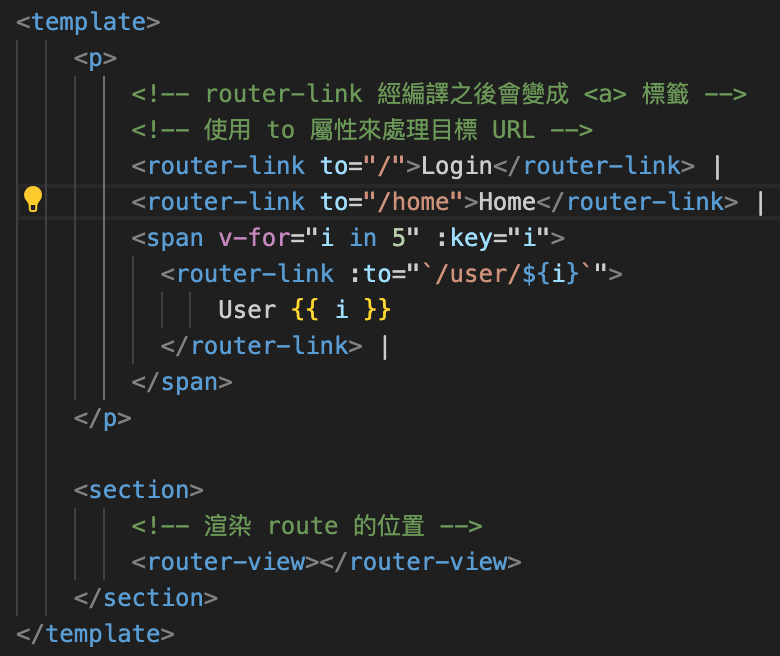 <template>
<p>
<!-- router-link 經編譯之後會變成 <a> 標籤 -->
<!-- 使用 to 屬性來處理目標 URL -->
<router-link to="/">Login</router-link> |
<router-link to="/home">Home</router-link> |
<span v-for="i in 5" :key="i">
<router-link :to="`/user/${i}`">
User {{ i }}
</router-link> |
</span>
</p>
<section>
<!-- 渲染 route 的位置 -->
<router-view></router-view>
</section>
</template>